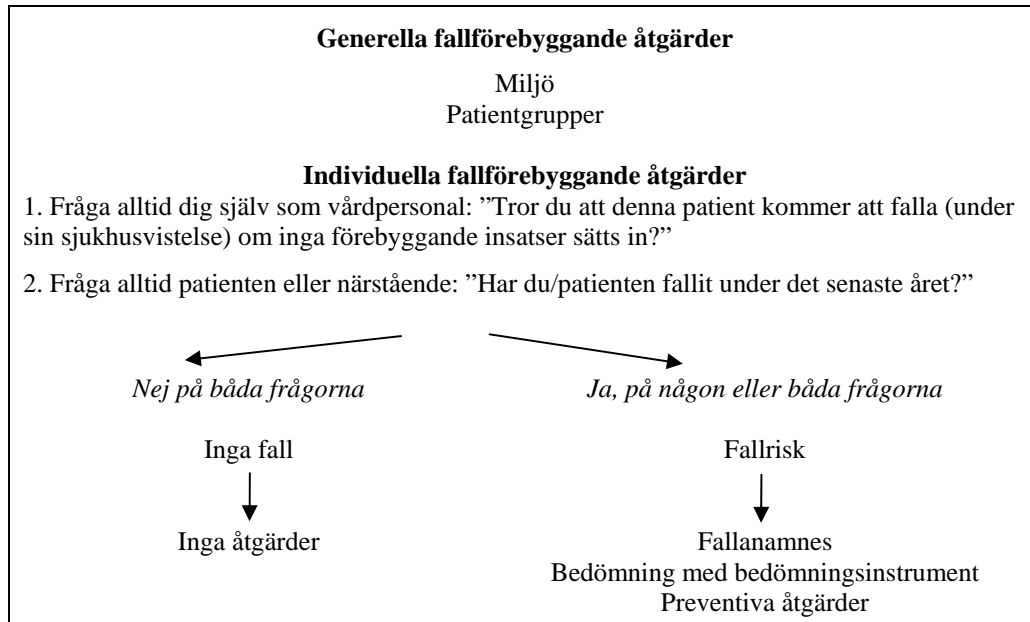 Generella fallförebyggande åtgärder
Miljö
Patientgrupper
Individuella fallförebyggande åtgärder
1. Fråga alltid dig själv som vårdpersonal: ”Tror du att denna patient kommer att falla (under
sin sjukhusvistelse) om inga förebyggande insatser sätts in?”
2. Fråga alltid patienten eller närstående: ”Har du/patienten fallit under det senaste året?”
Nej på båda frågorna
Ja, på någon eller båda frågorna
Inga fall
Fallrisk
Inga åtgärder
Fallanamnes
Bedömning med bedömningsinstrument
Preventiva åtgärder